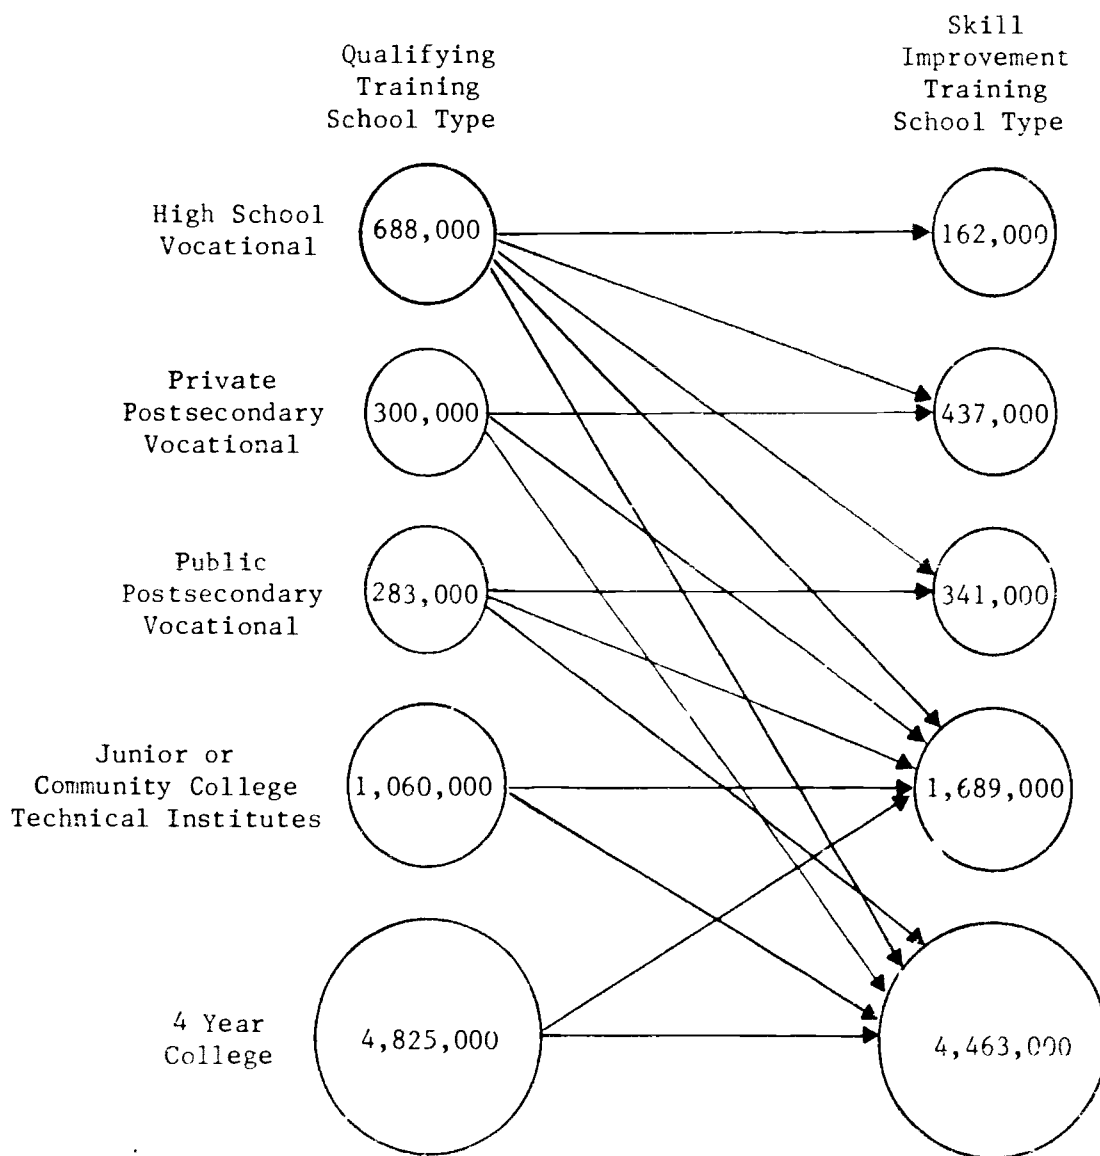 Qualifying
Training
School Type
Skill
Improvement
Training
School Type
High School
Vocational
688,000
162,000
Private
Postsecondary
Vocational
300,000
437,000
Public
Postsecondary
Vocational
283,000
341,000
Junior or
Community College
Technical Institutes
1,060,000
1,689,000
4 Year
College
4,825,000
4,463,000